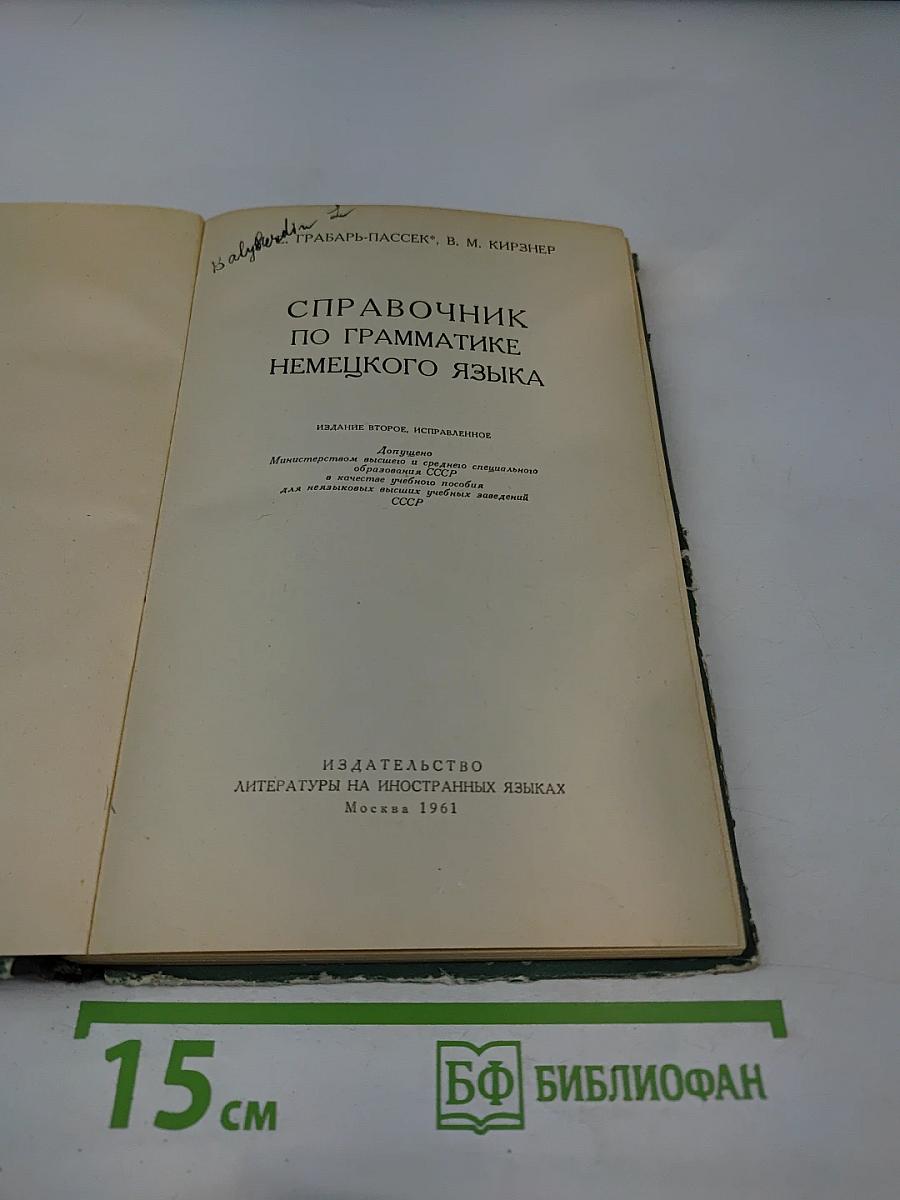 Е. ГРАБАРЬ-ПАССЕК*, В. М. КИРЗНЕР
СПРАВОЧНИК
ПО ГРАММАТИКЕ
НЕМЕЦКОГО ЯЗЫКА
ИЗДАНИЕ ВТОРОЕ, ИСПРАВЛЕННОЕ
Допущено
Министерством высшего и среднего специального
образования СССР
в качестве учебного пособия
для неязыковых высших учебных заведений
СССР
ИЗДАТЕЛЬСТВО
ЛИТЕРАТУРЫ НА ИНОСТРАННЫХ ЯЗЫКАХ
Москва 1961
15 см
БФ БИБЛИОФАН